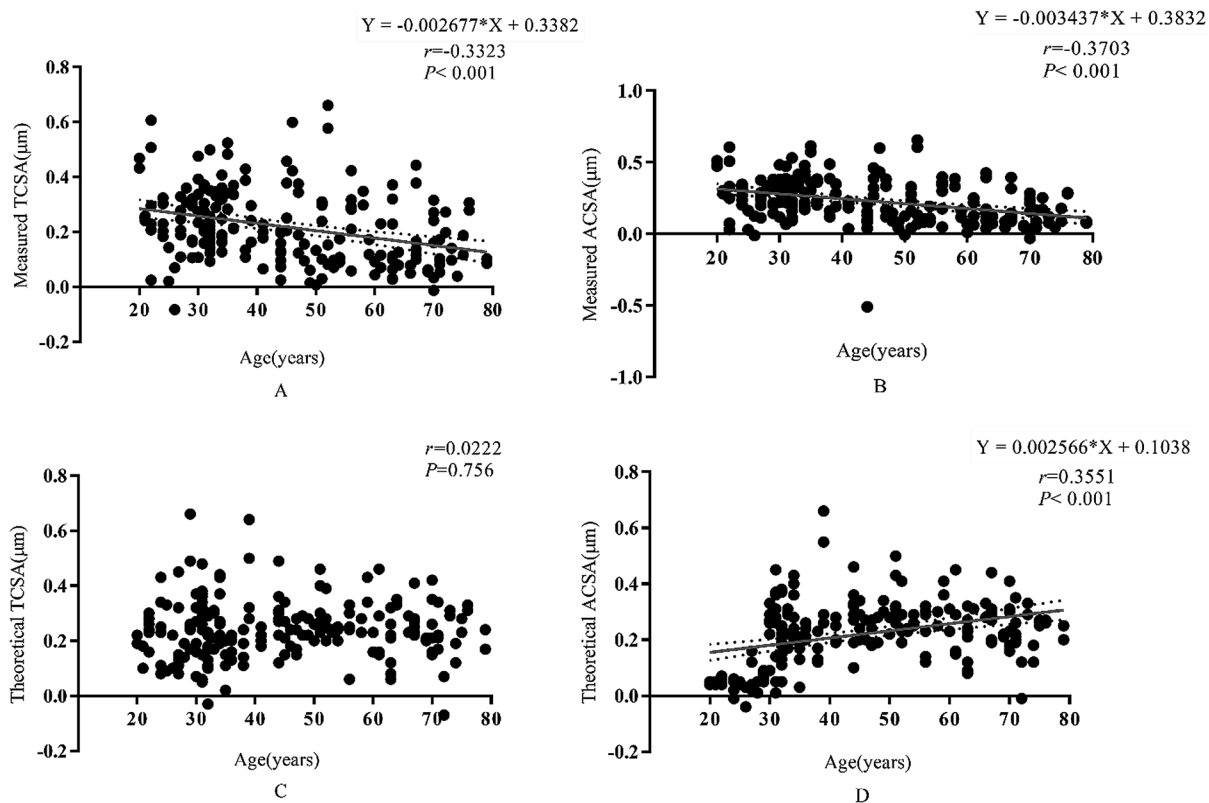 Y = -0.002677*X + 0.3382
r=-0.3323
P< 0.001
0.8
0.6
0.4
0.2
0.0
-0.2
Measured TCSA(μm)
20 30 40 50 60 70 80
Age(years)
A
Y = -0.003437*X + 0.3832
r=-0.3703
P< 0.001
1.0
0.5
0.0
-0.5
-1.0
Measured ACSA(μm)
20 30 40 50 60 70 80
Age(years)
B
r=0.0222
P=0.756
0.8
0.6
0.4
0.2
0.0
-0.2
Theoretical TCSA(μm)
20 30 40 50 60 70 80
Age(years)
C
Y = 0.002566*X + 0.1038
r=0.3551
P< 0.001
0.8
0.6
0.4
0.2
0.0
-0.2
Theoretical ACSA(μm)
20 30 40 50 60 70 80
Age(years)
D